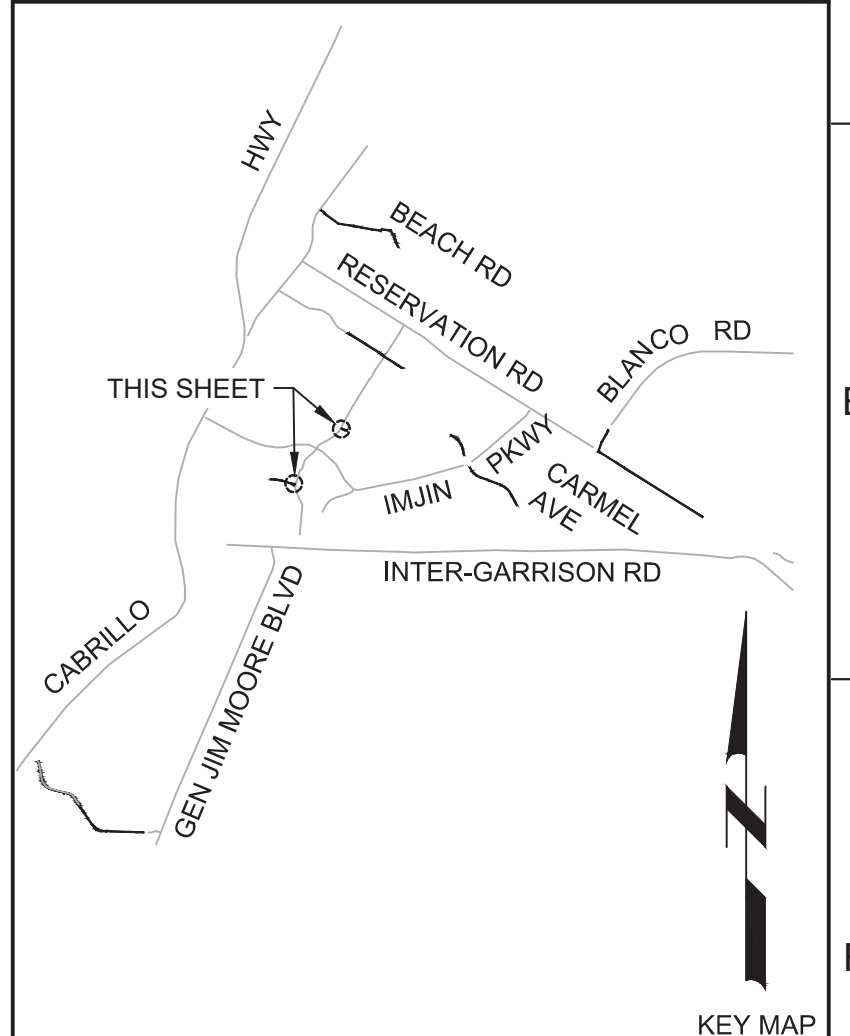 HWY
BEACH RD
RESERVATION RD
BLANCO RD
THIS SHEET
PKWY
IMJIN
CARMEL
AVE
INTER-GARRISON RD
CABRILLO
GEN JIM MOORE BLVD
N
KEY MAP